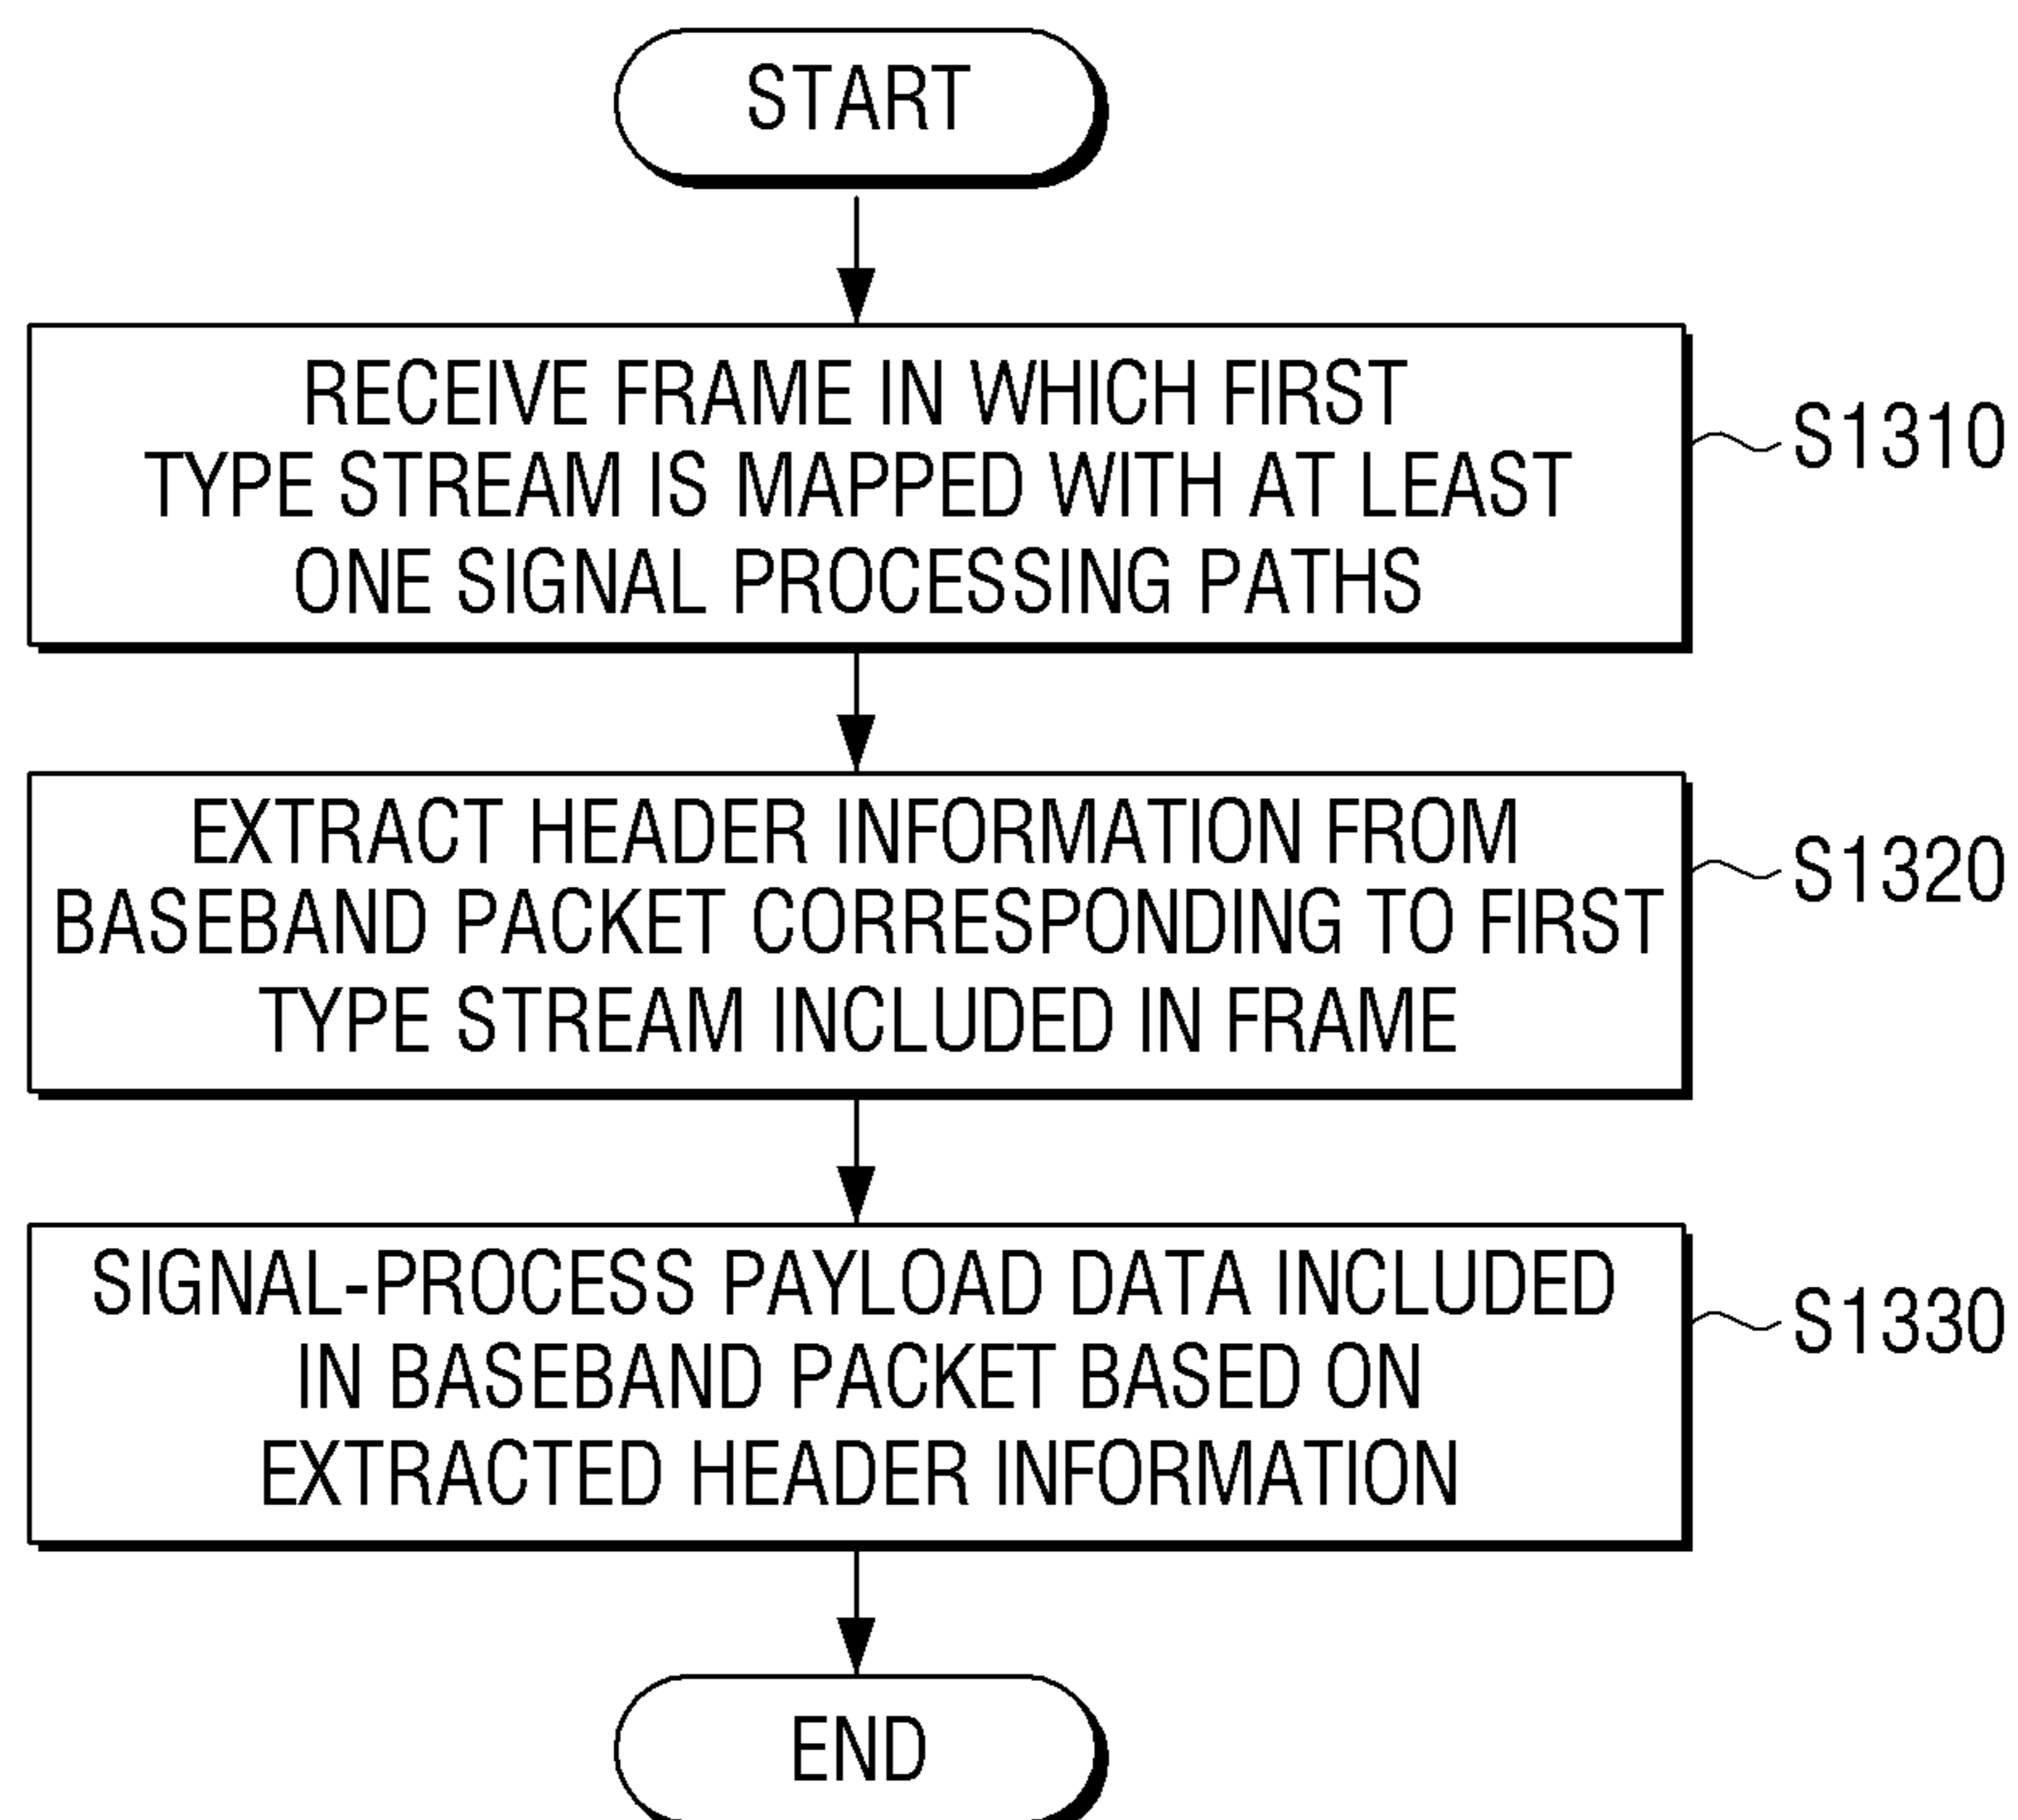 START
RECEIVE FRAME IN WHICH FIRST
TYPE STREAM IS MAPPED WITH AT LEAST
ONE SIGNAL PROCESSING PATHS
S1310
EXTRACT HEADER INFORMATION FROM
BASEBAND PACKET CORRESPONDING TO FIRST
TYPE STREAM INCLUDED IN FRAME
S1320
SIGNAL-PROCESS PAYLOAD DATA INCLUDED
IN BASEBAND PACKET BASED ON
EXTRACTED HEADER INFORMATION
S1330
END